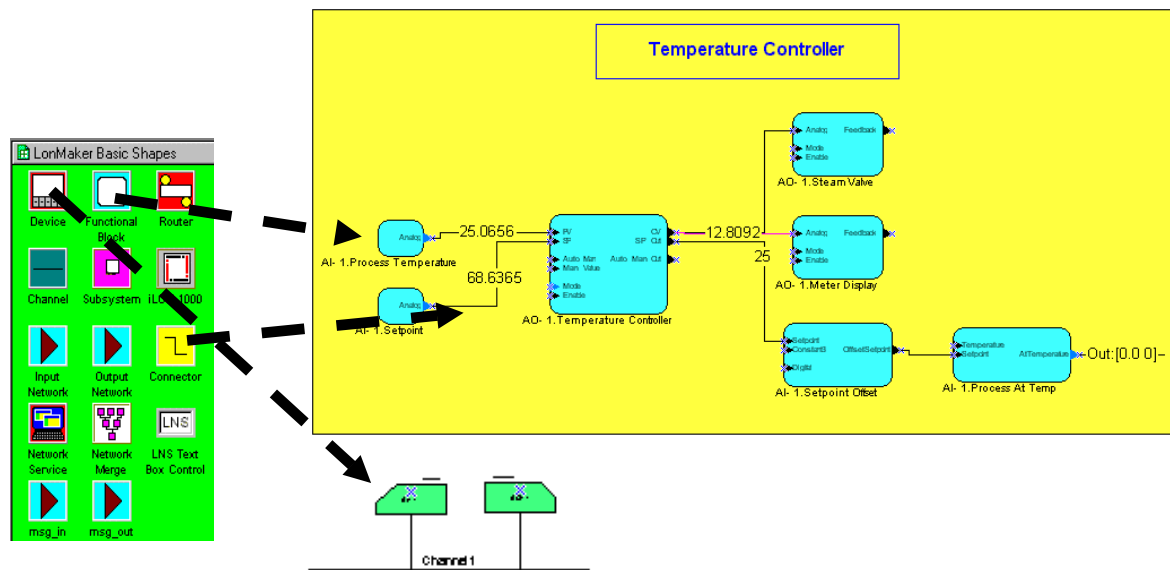 Temperature Controller
LonMaker Basic Shapes
Device
Functional
Block
Router
Channel
Subsystem
1000
Input
Network
Output
Network
Connector
Network
Service
Network
Merge
LNS
LNS Text
Box Control
msg_in
msg_out
Analog
AI- 1.Process Temperature
25.0656
Analog
AI- 1.Setpoint
68.6365
PV
SP
Auto Man
Man Value
Mode
Enable
CV
SP Out
Auto Man Out
AO- 1.Temperature Controller
12.8092
25
Analog
Feedback
Mode
Enable
AO- 1.Steam Valve
Analog
Feedback
Mode
Enable
AO- 1.Meter Display
Setpoint
ConstantB
Digital
OffsetSetpoint
AI- 1.Setpoint Offset
Temperature
Setpoint
AtTemperature
AI- 1.Process At Temp
Out:[0.0 0]
Channel 1